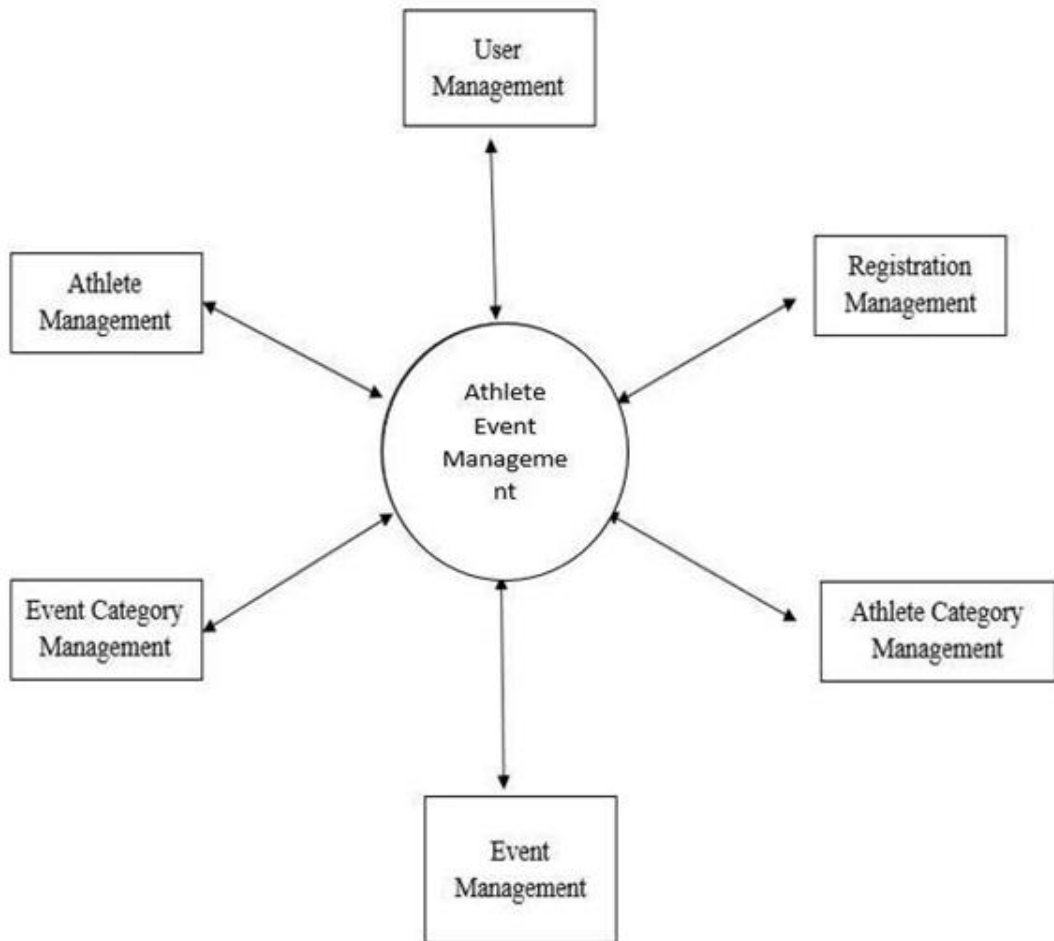 User
Management
Athlete
Management
Registration
Management
Athlete
Event
Manageme
nt
Event Category
Management
Athlete Category
Management
Event
Management